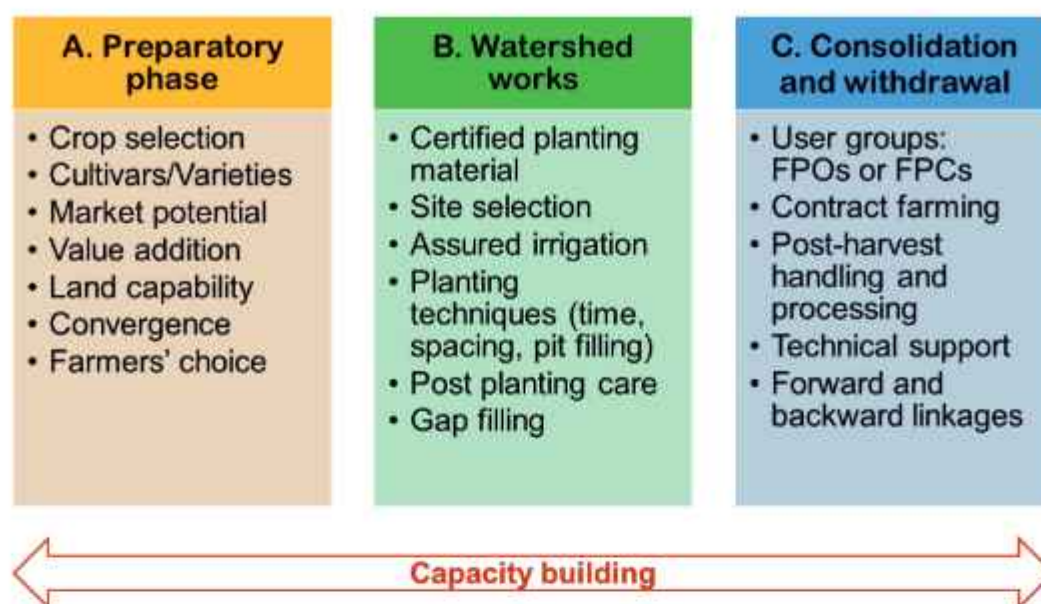 A. Preparatory
phase
• Crop selection
• Cultivars/Varieties
• Market potential
• Value addition
• Land capability
• Convergence
• Farmers' choice
B. Watershed
works
• Certified planting
material
• Site selection
• Assured irrigation
• Planting
techniques (time,
spacing, pit filling)
• Post planting care
• Gap filling
C. Consolidation
and withdrawal
• User groups:
FPOs or FPCs
• Contract farming
• Post-harvest
handling and
processing
• Technical support
• Forward and
backward linkages
Capacity building